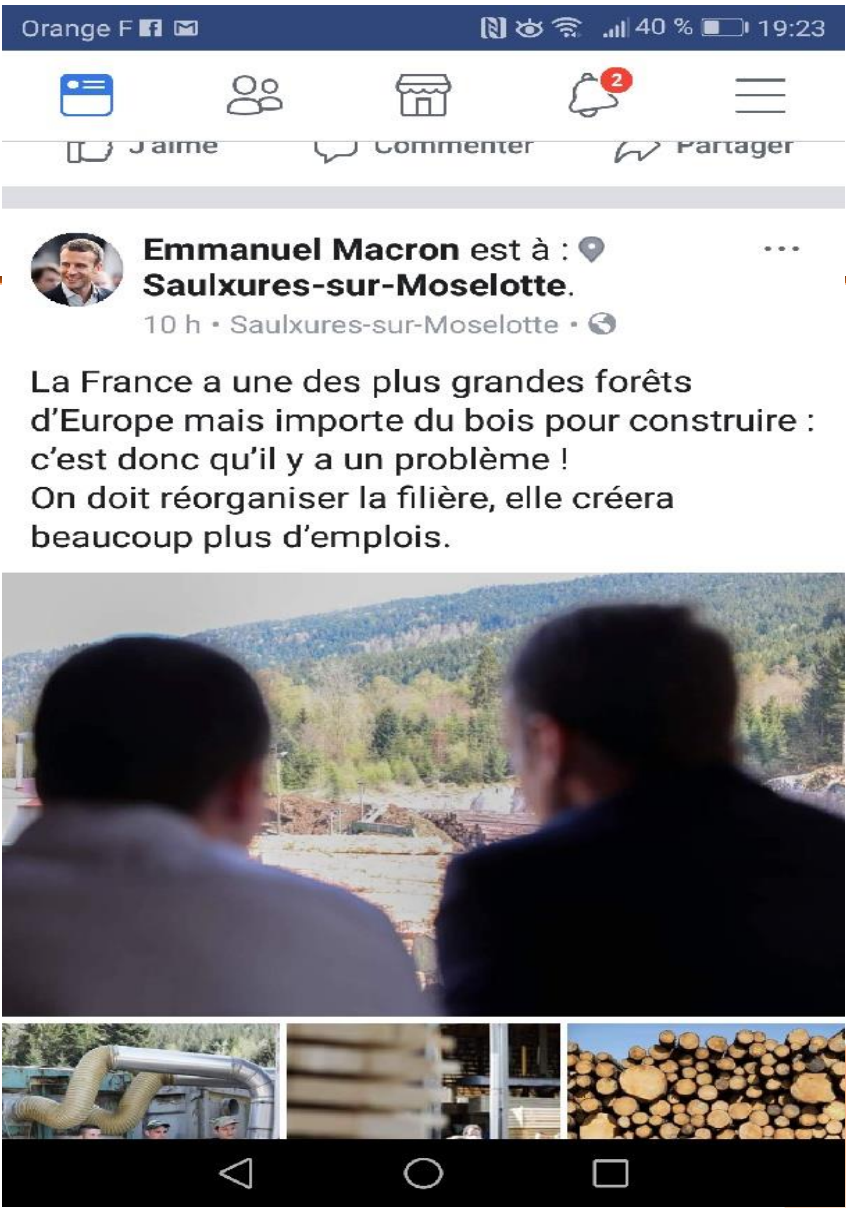 Orange F 40 % 19:23
2
J'aime Commenter Partager
Emmanuel Macron est à :
Saulxures-sur-Moselotte.
10 h • Saulxures-sur-Moselotte •
La France a une des plus grandes forêts
d'Europe mais importe du bois pour construire :
c'est donc qu'il y a un problème !
On doit réorganiser la filière, elle créera
beaucoup plus d'emplois.